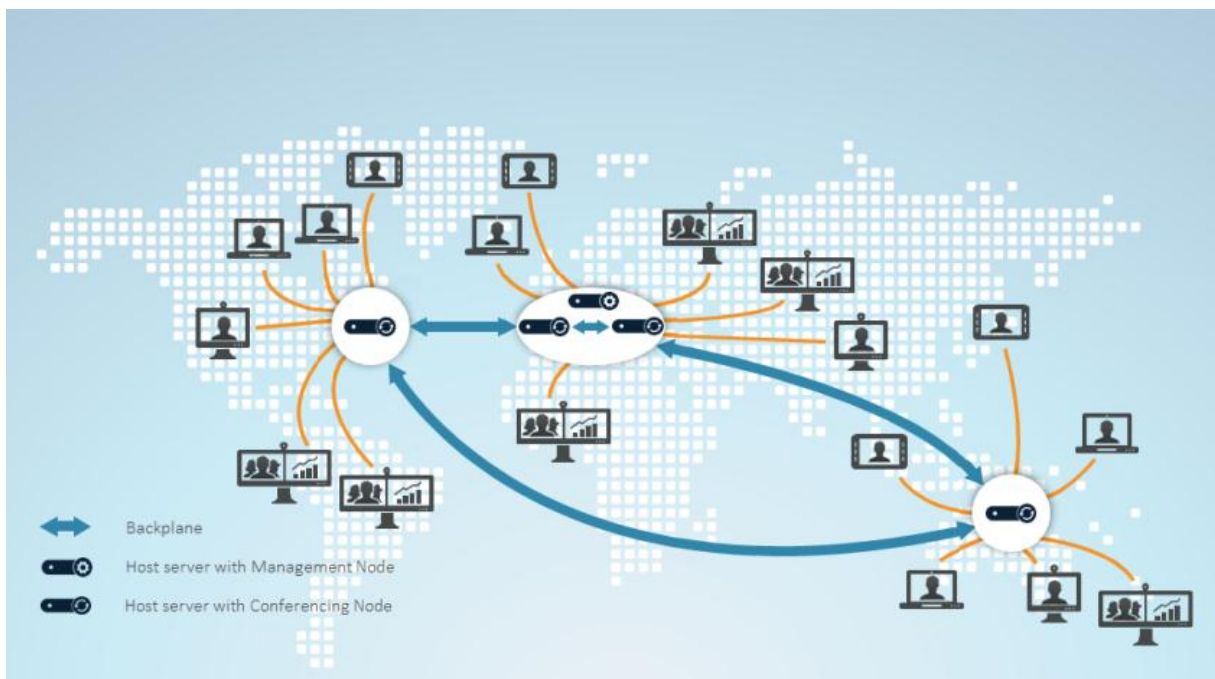 Backplane
Host server with Management Node
Host server with Conferencing Node